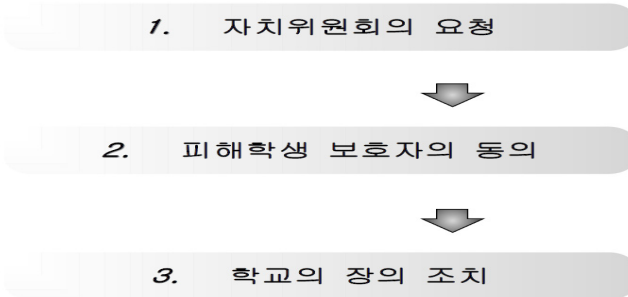 1. 자치위원회의 요청
2. 피해학생 보호자의 동의
3. 학교의 장의 조치